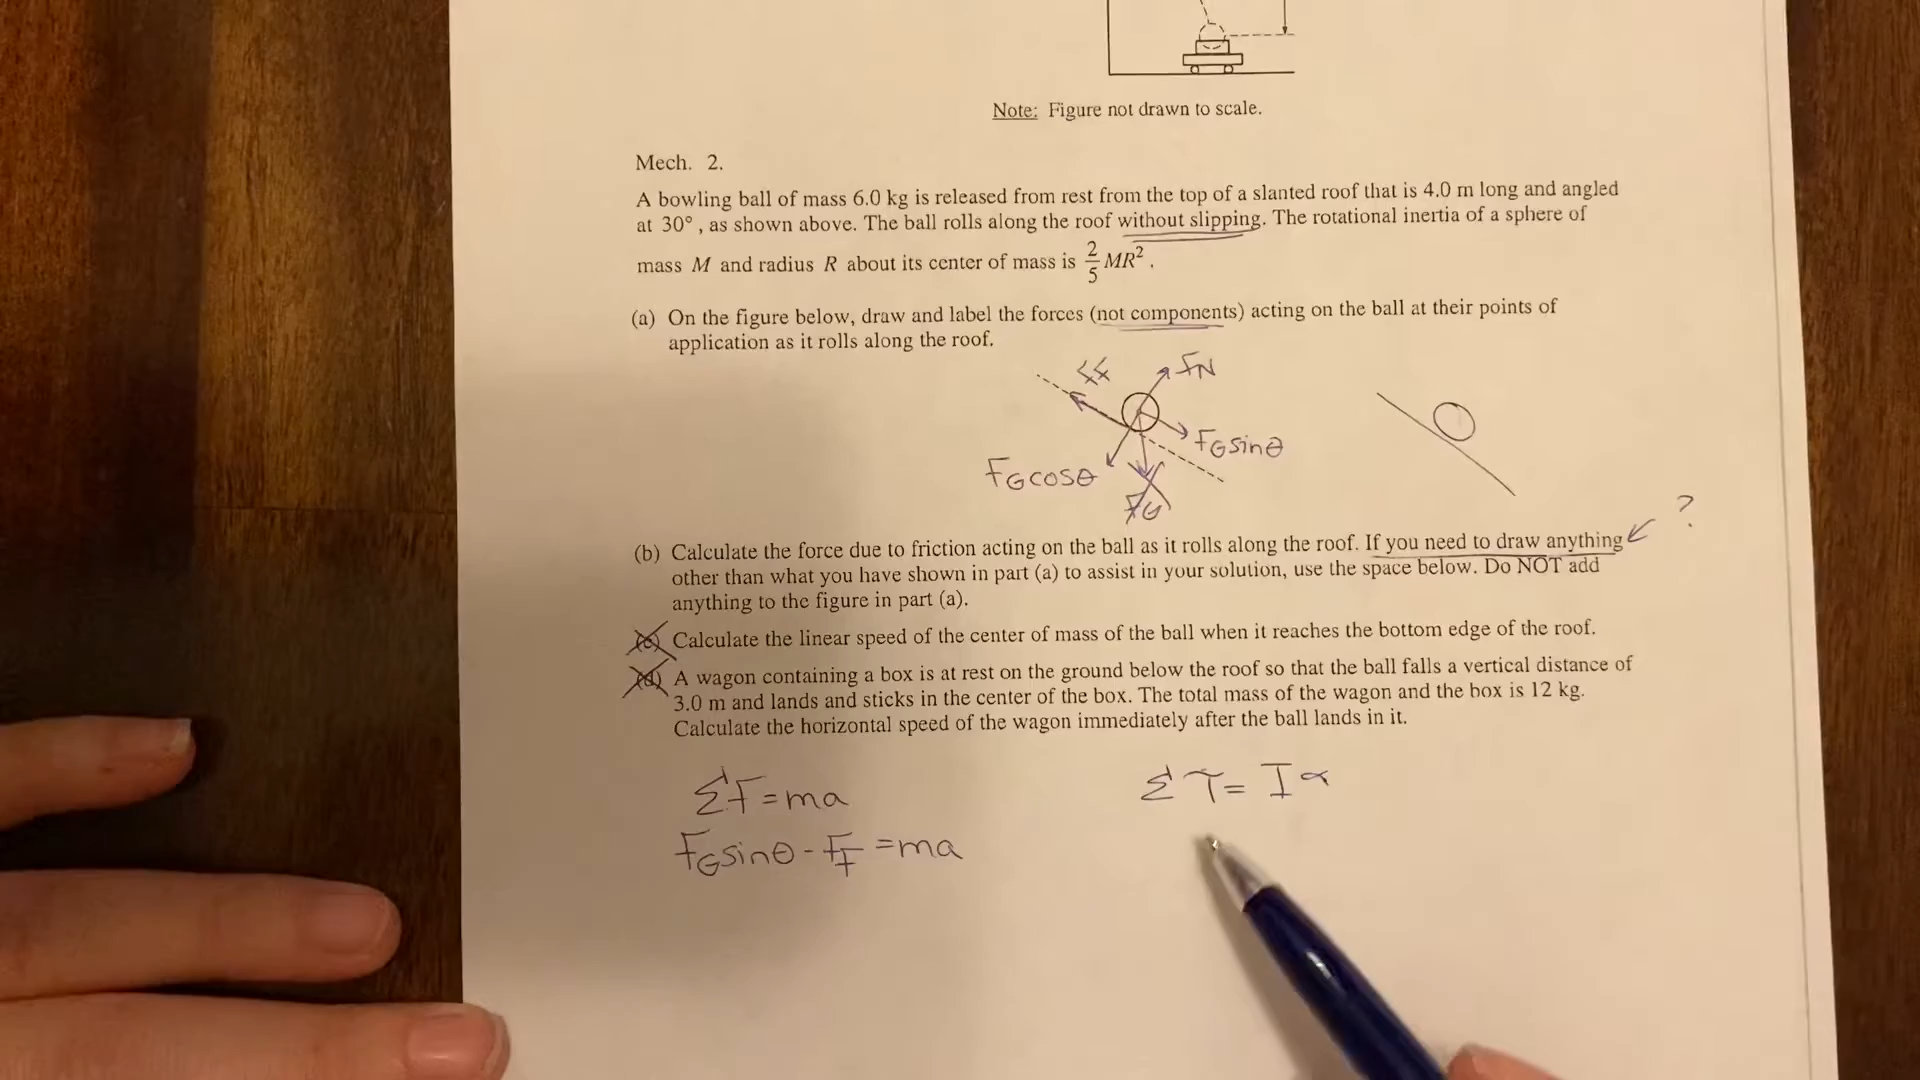 Note: Figure not drawn to scale.
Mech. 2.
A bowling ball of mass 6.0 kg is released from rest from the top of a slanted roof that is 4.0 m long and angled
at 30°, as shown above. The ball rolls along the roof without slipping. The rotational inertia of a sphere of
mass M and radius R about its center of mass is 2/5 MR².
(a) On the figure below, draw and label the forces (not components) acting on the ball at their points of
application as it rolls along the roof.
Ff
FN
FGsinθ
FGcosθ
FG
?
(b) Calculate the force due to friction acting on the ball as it rolls along the roof. If you need to draw anything
other than what you have shown in part (a) to assist in your solution, use the space below. Do NOT add
anything to the figure in part (a).
(c) Calculate the linear speed of the center of mass of the ball when it reaches the bottom edge of the roof.
(d) A wagon containing a box is at rest on the ground below the roof so that the ball falls a vertical distance of
3.0 m and lands and sticks in the center of the box. The total mass of the wagon and the box is 12 kg.
Calculate the horizontal speed of the wagon immediately after the ball lands in it.
ΣF = ma
FGsinθ - Ff = ma
Στ = Iα